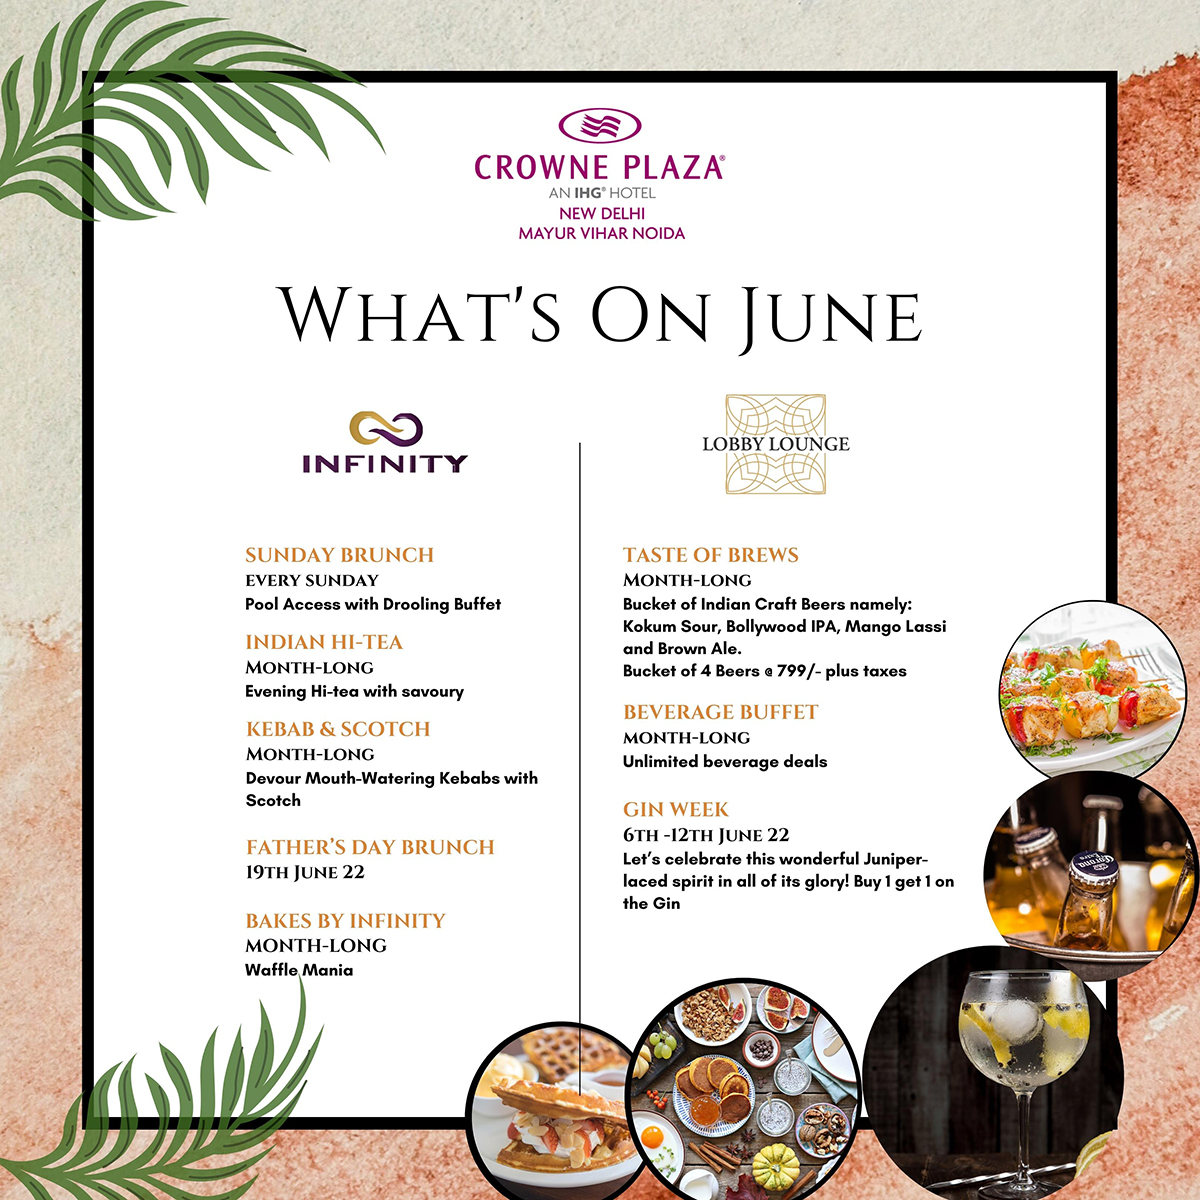 CROWNE PLAZA®
AN IHG® HOTEL
NEW DELHI
MAYUR VIHAR NOIDA
WHAT'S ON JUNE
INFINITY
SUNDAY BRUNCH
EVERY SUNDAY
Pool Access with Drooling Buffet
INDIAN HI-TEA
MONTH-LONG
Evening Hi-tea with savoury
KEBAB & SCOTCH
MONTH-LONG
Devour Mouth-Watering Kebabs with
Scotch
FATHER'S DAY BRUNCH
19TH JUNE 22
BAKES BY INFINITY
MONTH-LONG
Waffle Mania
LOBBY LOUNGE
TASTE OF BREWS
MONTH-LONG
Bucket of Indian Craft Beers namely:
Kokum Sour, Bollywood IPA, Mango Lassi
and Brown Ale.
Bucket of 4 Beers @ 799/- plus taxes
BEVERAGE BUFFET
MONTH-LONG
Unlimited beverage deals
GIN WEEK
6TH -12TH JUNE 22
Let's celebrate this wonderful Juniper-
laced spirit in all of its glory! Buy 1 get 1 on
the Gin
Corona